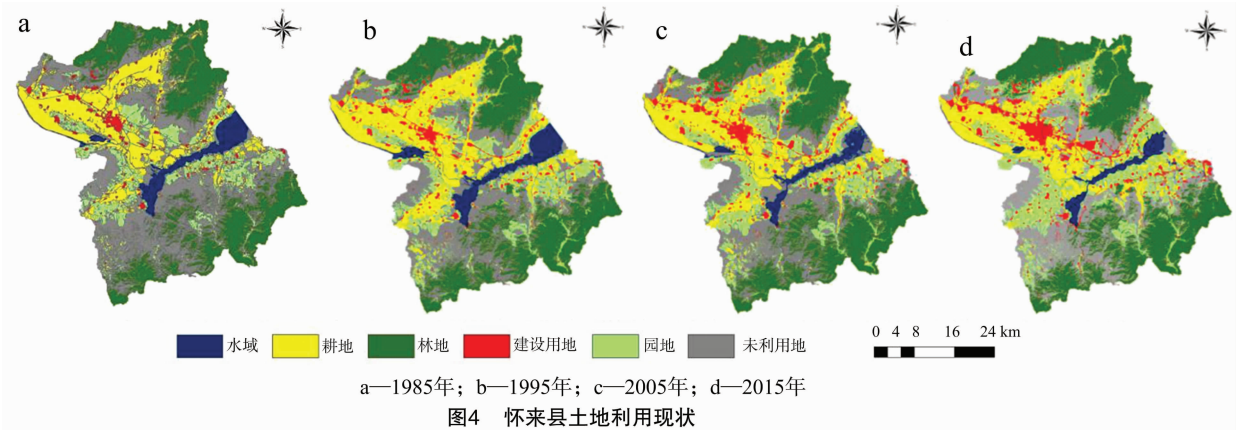 a
b
c
d
水域 耕地 林地 建设用地 园地 未利用地
0 4 8 16 24 km
a—1985年；b—1995年；c—2005年；d—2015年
图4 怀来县土地利用现状